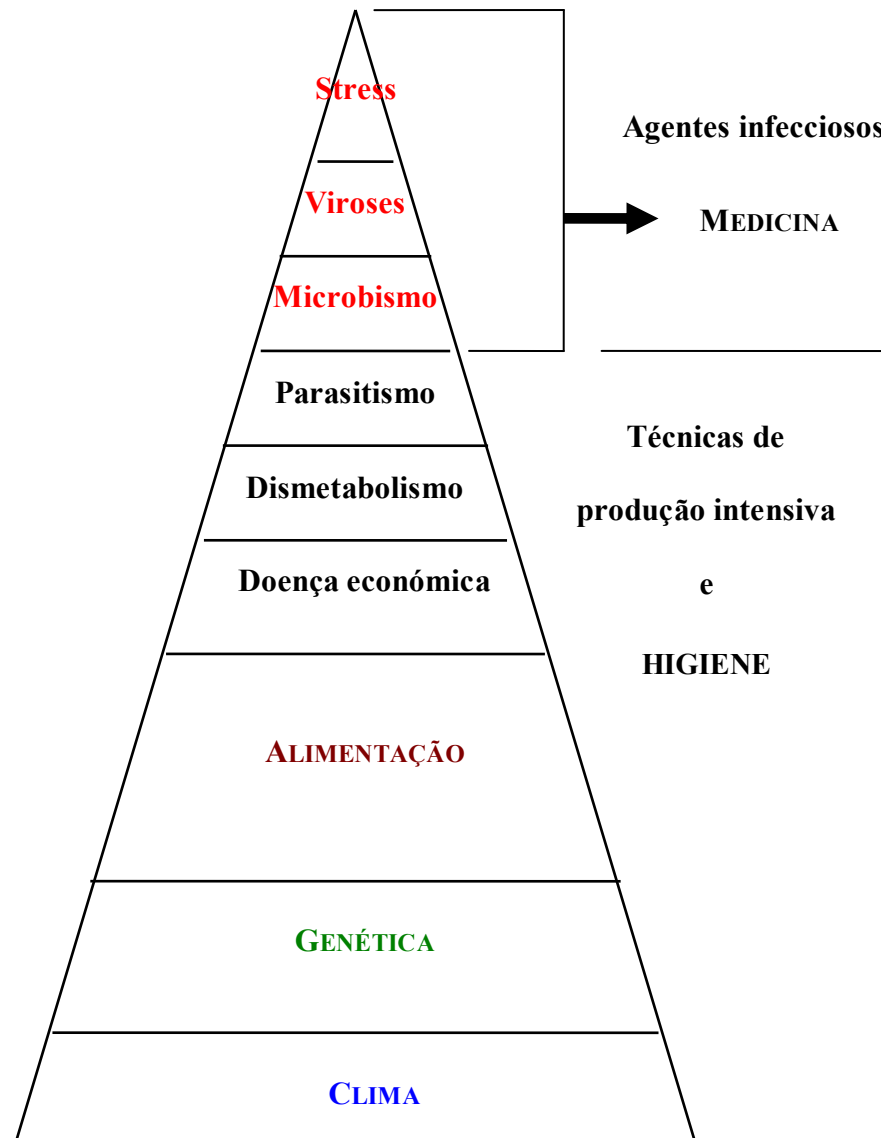 Stress
Viroses
Microbismo
Parasitismo
Dismetabolismo
Doença económica
ALIMENTAÇÃO
GENÉTICA
CLIMA
Agentes infecciosos
MEDICINA
Técnicas de
produção intensiva
e
HIGIENE